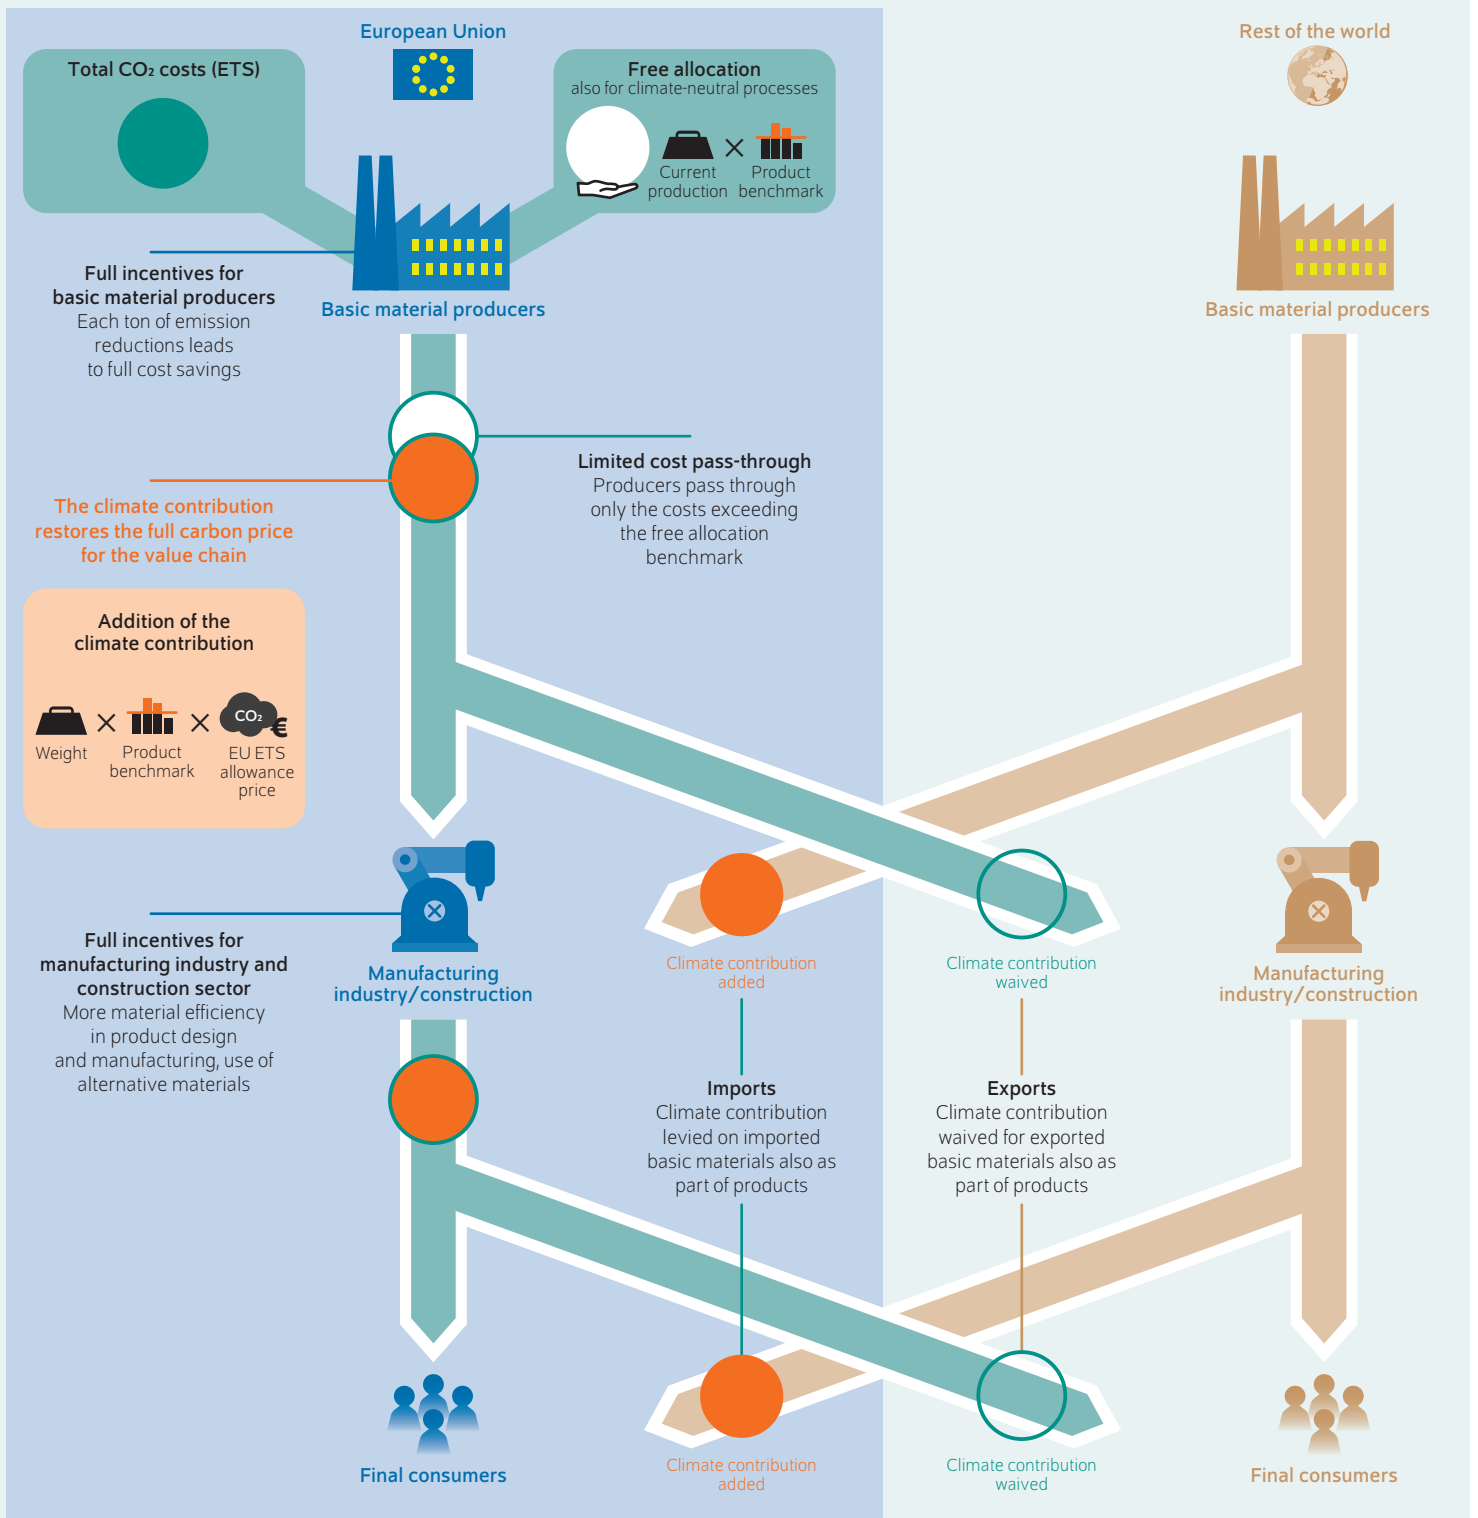 European Union
Rest of the world
Total CO₂ costs (ETS)
Free allocation
also for climate-neutral processes
Current
production
×
Product
benchmark
Full incentives for
basic material producers
Each ton of emission
reductions leads
to full cost savings
Basic material producers
Basic material producers
Limited cost pass-through
Producers pass through
only the costs exceeding
the free allocation
benchmark
The climate contribution
restores the full carbon price
for the value chain
Addition of the
climate contribution
Weight
×
Product
benchmark
×
CO₂
€
EU ETS
allowance
price
Full incentives for
manufacturing industry and
construction sector
More material efficiency
in product design
and manufacturing, use of
alternative materials
Manufacturing
industry/construction
Climate contribution
added
Climate contribution
waived
Manufacturing
industry/construction
Imports
Climate contribution
levied on imported
basic materials also as
part of products
Exports
Climate contribution
waived for exported
basic materials also as
part of products
Final consumers
Climate contribution
added
Climate contribution
waived
Final consumers